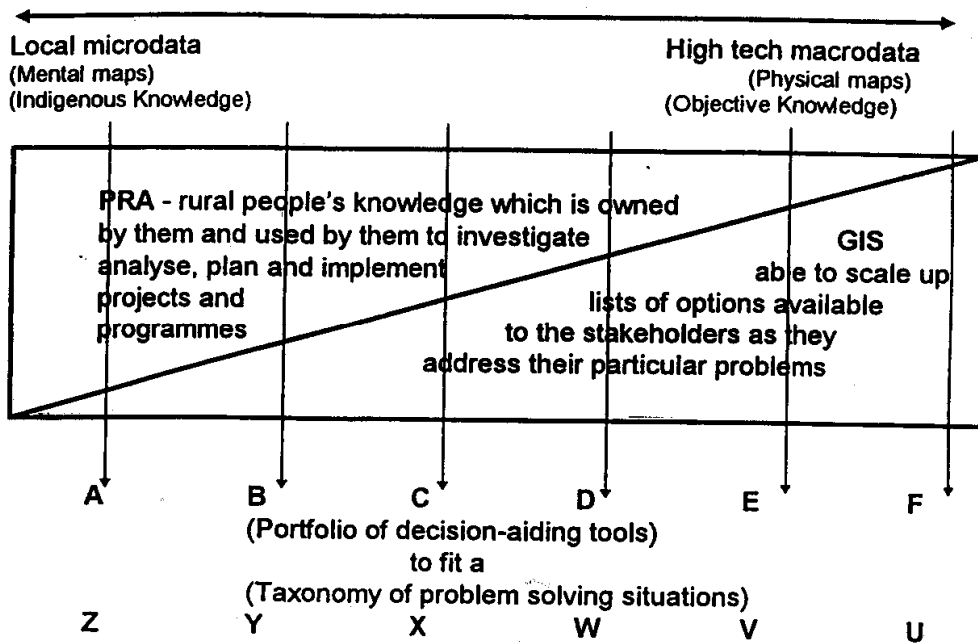 Local microdata
(Mental maps)
(Indigenous Knowledge)
High tech macrodata
(Physical maps)
(Objective Knowledge)
PRA - rural people's knowledge which is owned
by them and used by them to investigate
analyse, plan and implement
projects and
programmes
GIS
able to scale up
lists of options available
to the stakeholders as they
address their particular problems
A B C D E F
(Portfolio of decision-aiding tools)
to fit a
(Taxonomy of problem solving situations)
Z Y X W V U